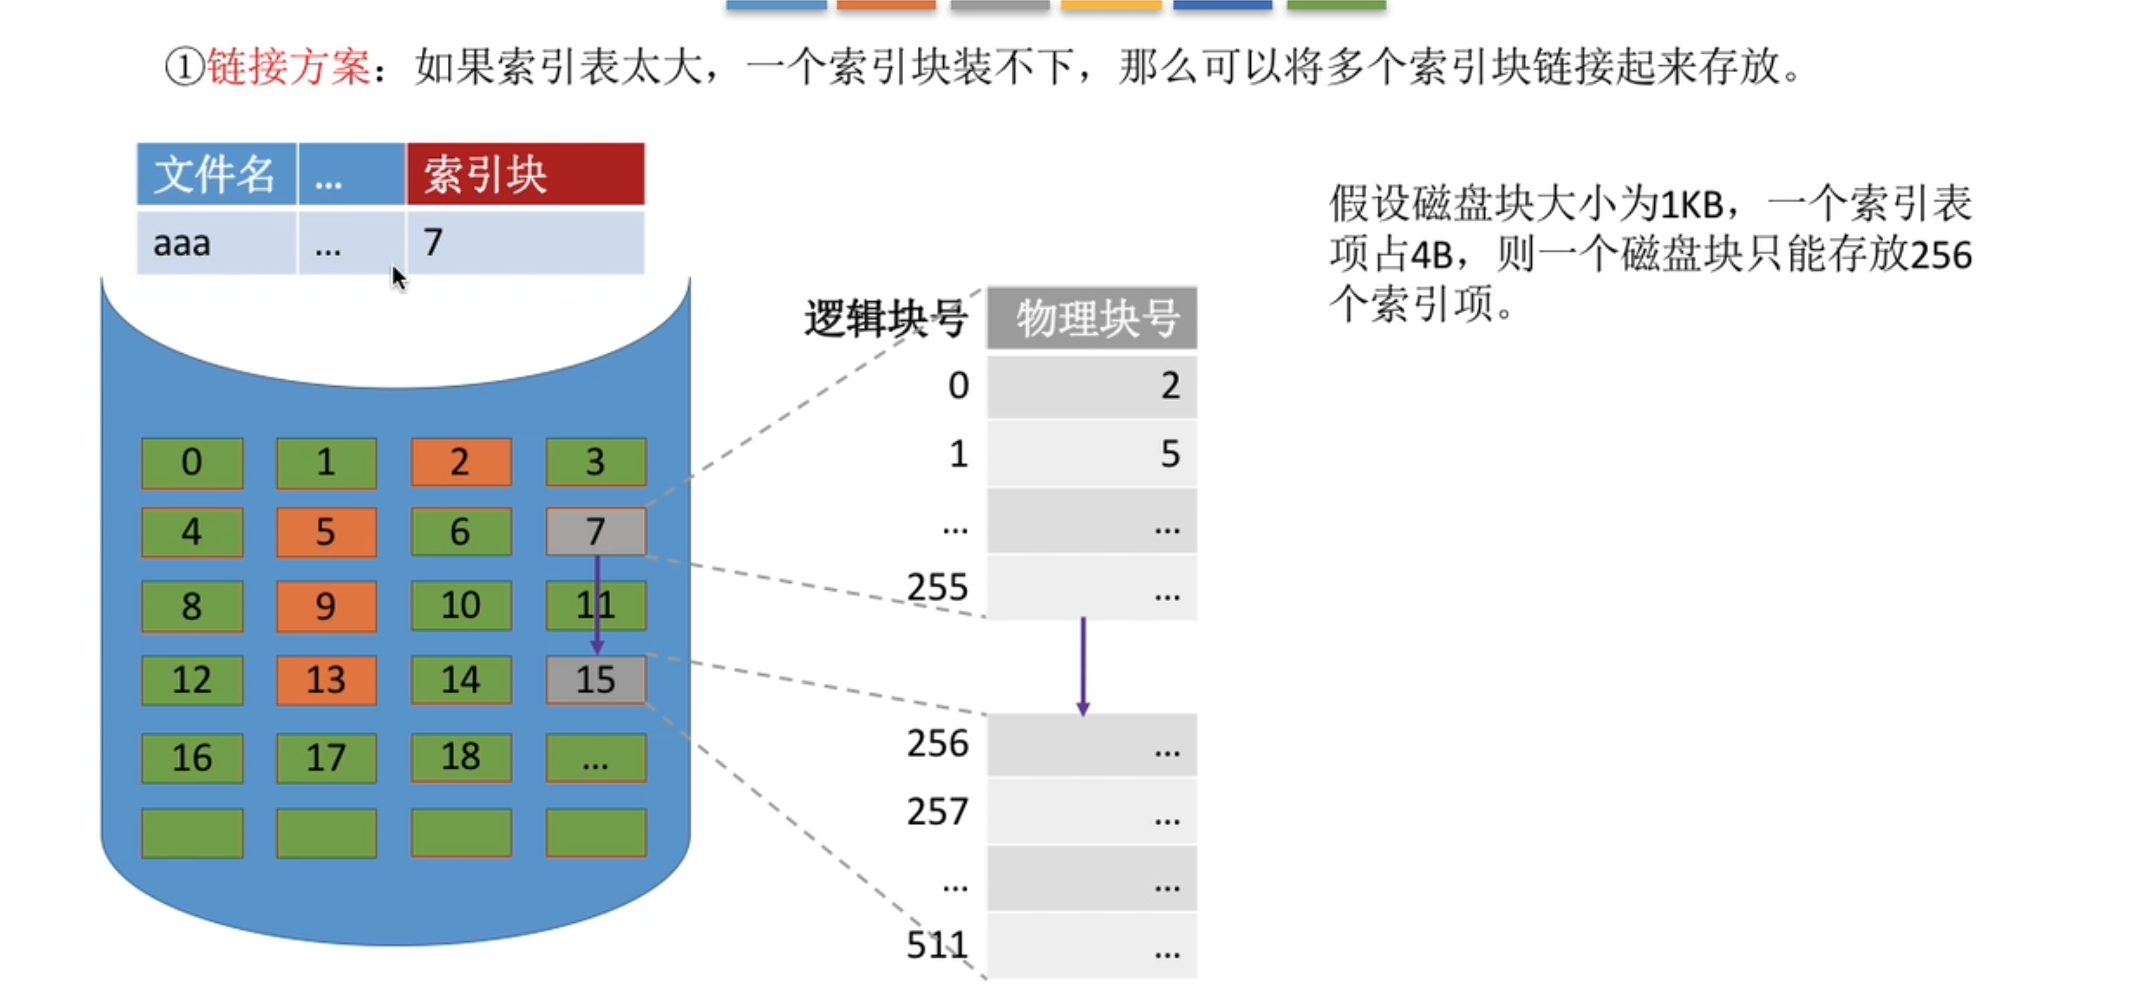 ①链接方案：如果索引表太大，一个索引块装不下，那么可以将多个索引块链接起来存放。
文件名 ... 索引块
aaa ... 7
假设磁盘块大小为1KB，一个索引表
项占4B，则一个磁盘块只能存放256
个索引项。
0 1 2 3
4 5 6 7
8 9 10 11
12 13 14 15
16 17 18 ...
逻辑块号 物理块号
0 2
1 5
... ...
255 ...
256 ...
257 ...
... ...
511 ...